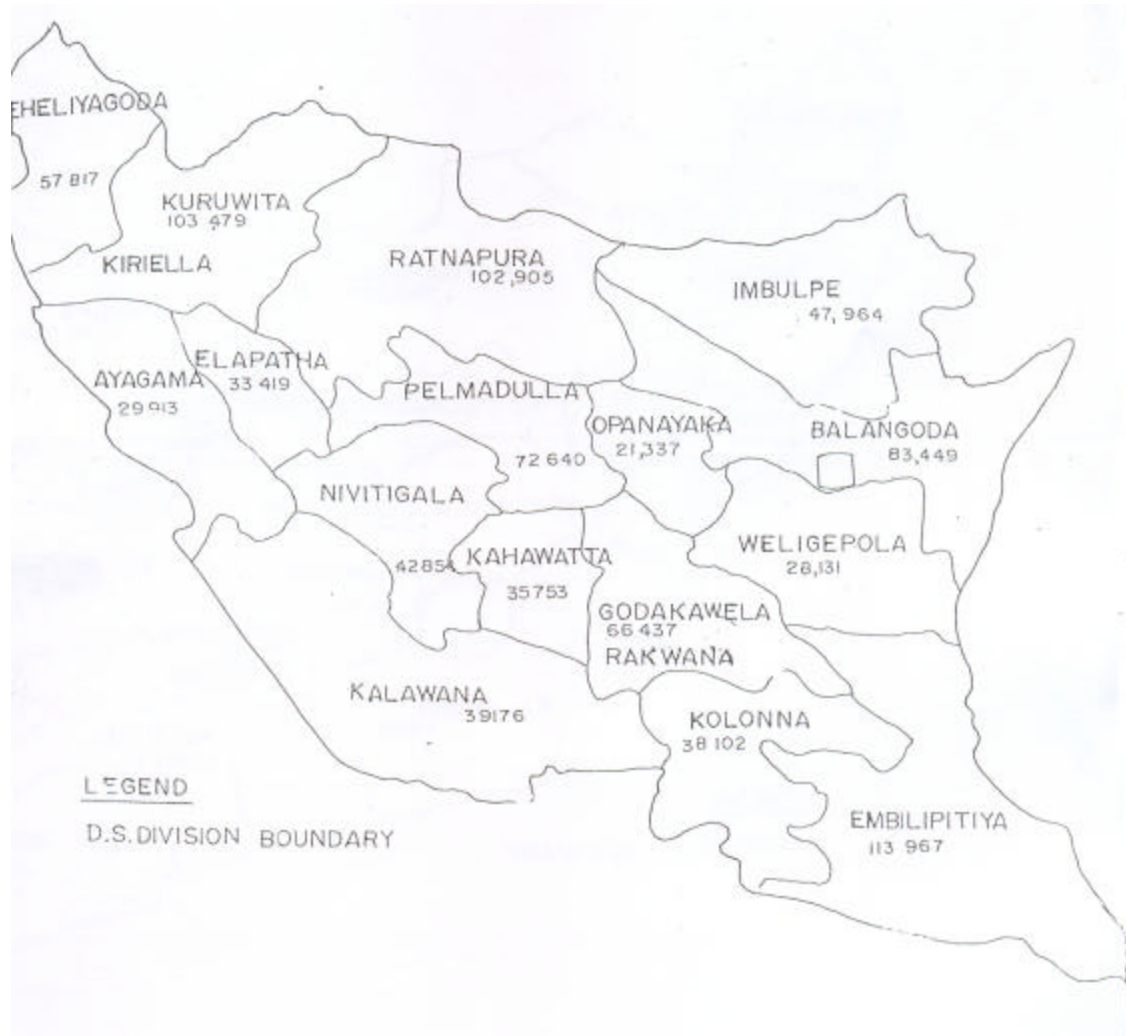 EHELIYAGODA
57 817
KURUWITA
103 479
KIRIELLA
RATNAPURA
102,905
IMBULPE
47,964
ELAPATHA
33 419
AYAGAMA
29 913
PELMADULLA
72 640
OPANAYAKA
21,337
BALANGODA
83,449
NIVITIGALA
42854
KAHAWATTA
35753
WELIGEPOLA
28,131
GODAKAWELA
66 437
RAKWANA
KALAWANA
39176
KOLONNA
38 102
EMBILIPITIYA
113 967
LEGEND
D.S.DIVISION BOUNDARY